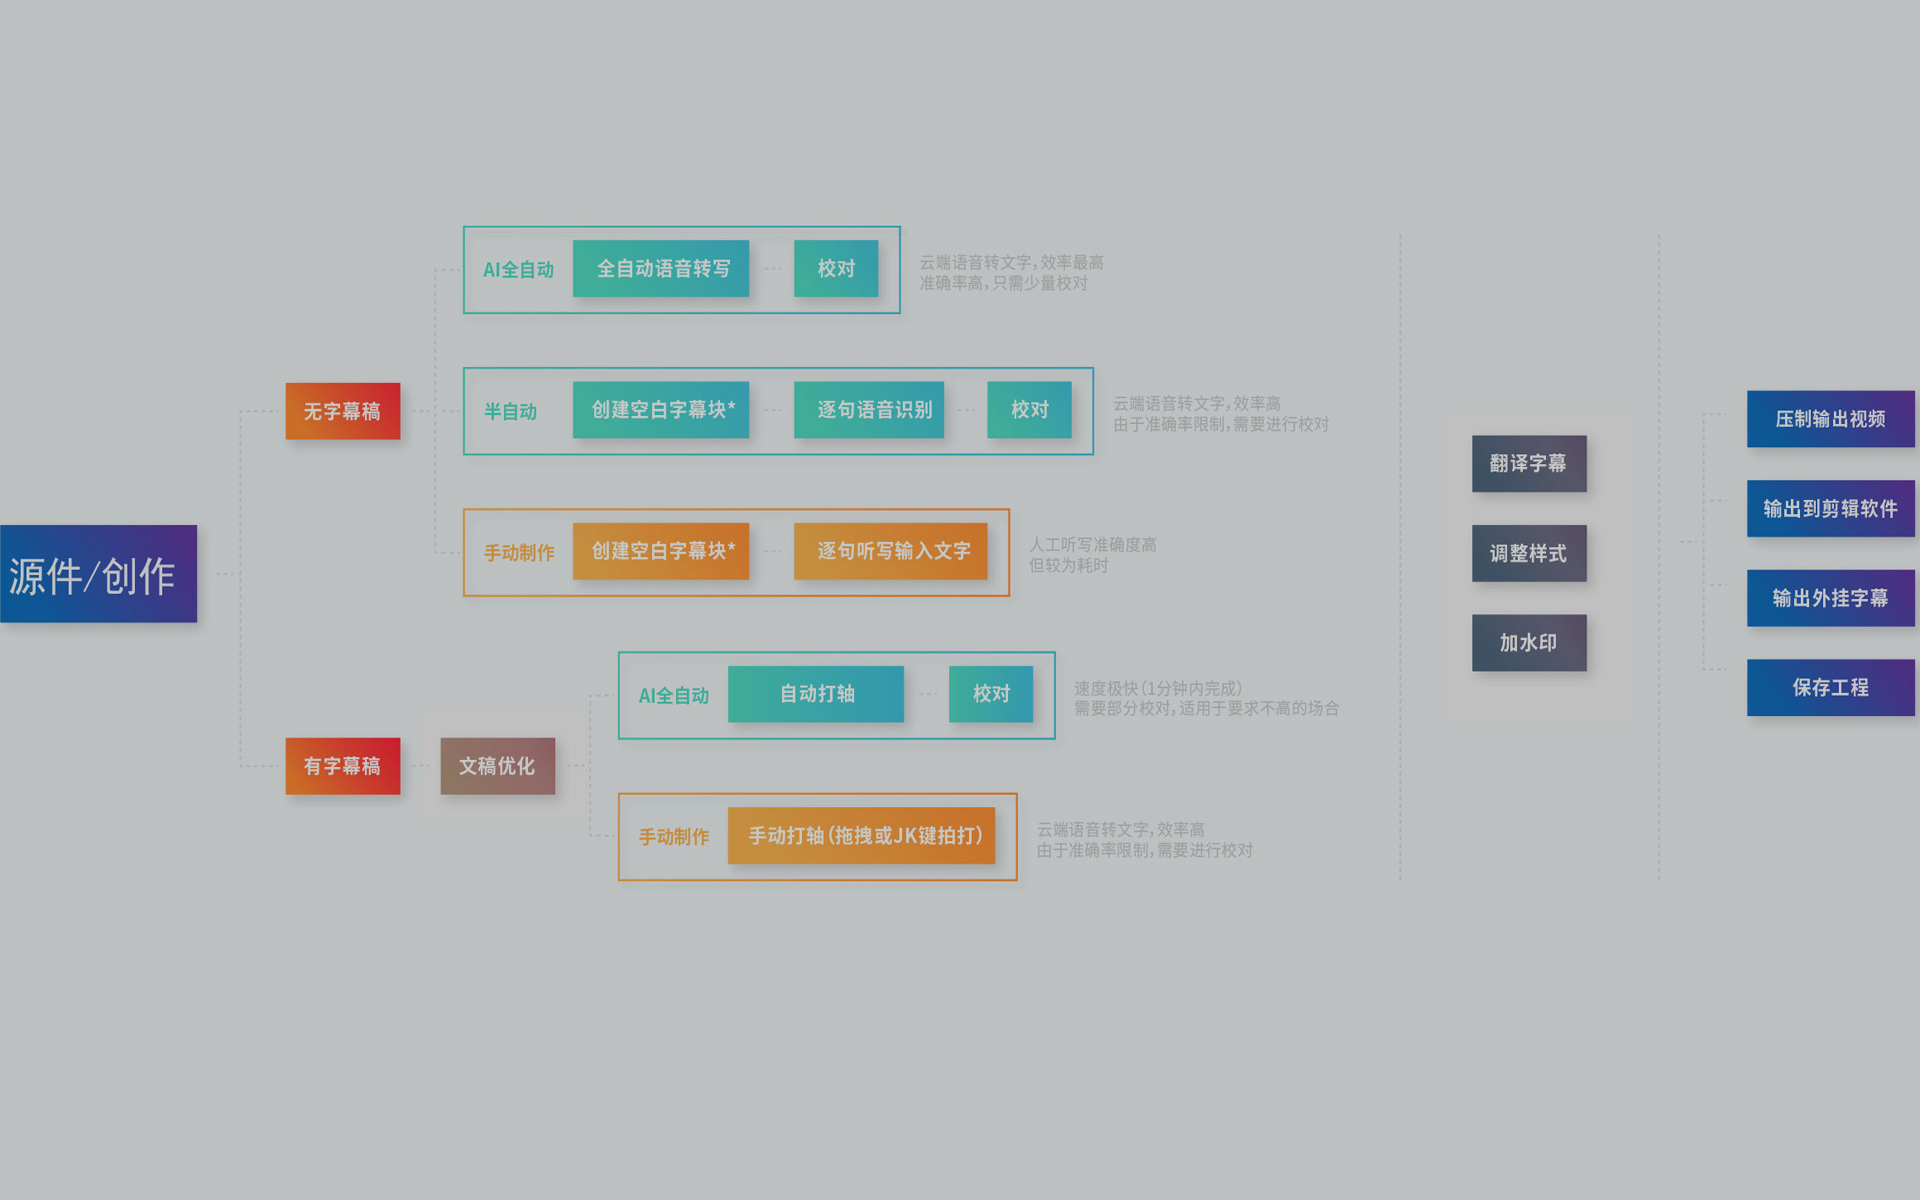 源件/创作
无字幕稿
AI全自动
全自动语音转写
校对
云端语音转文字,效率最高
准确率高,只需少量校对
半自动
创建空白字幕块*
逐句语音识别
校对
云端语音转文字,效率高
由于准确率限制,需要进行校对
手动制作
创建空白字幕块*
逐句听写输入文字
人工听写准确度高
但较为耗时
有字幕稿
文稿优化
AI全自动
自动打轴
校对
速度极快(1分钟内完成)
需要部分校对,适用于要求不高的场合
手动制作
手动打轴(拖拽或JK键拍打)
云端语音转文字,效率高
由于准确率限制,需要进行校对
翻译字幕
调整样式
加水印
压制输出视频
输出到剪辑软件
输出外挂字幕
保存工程